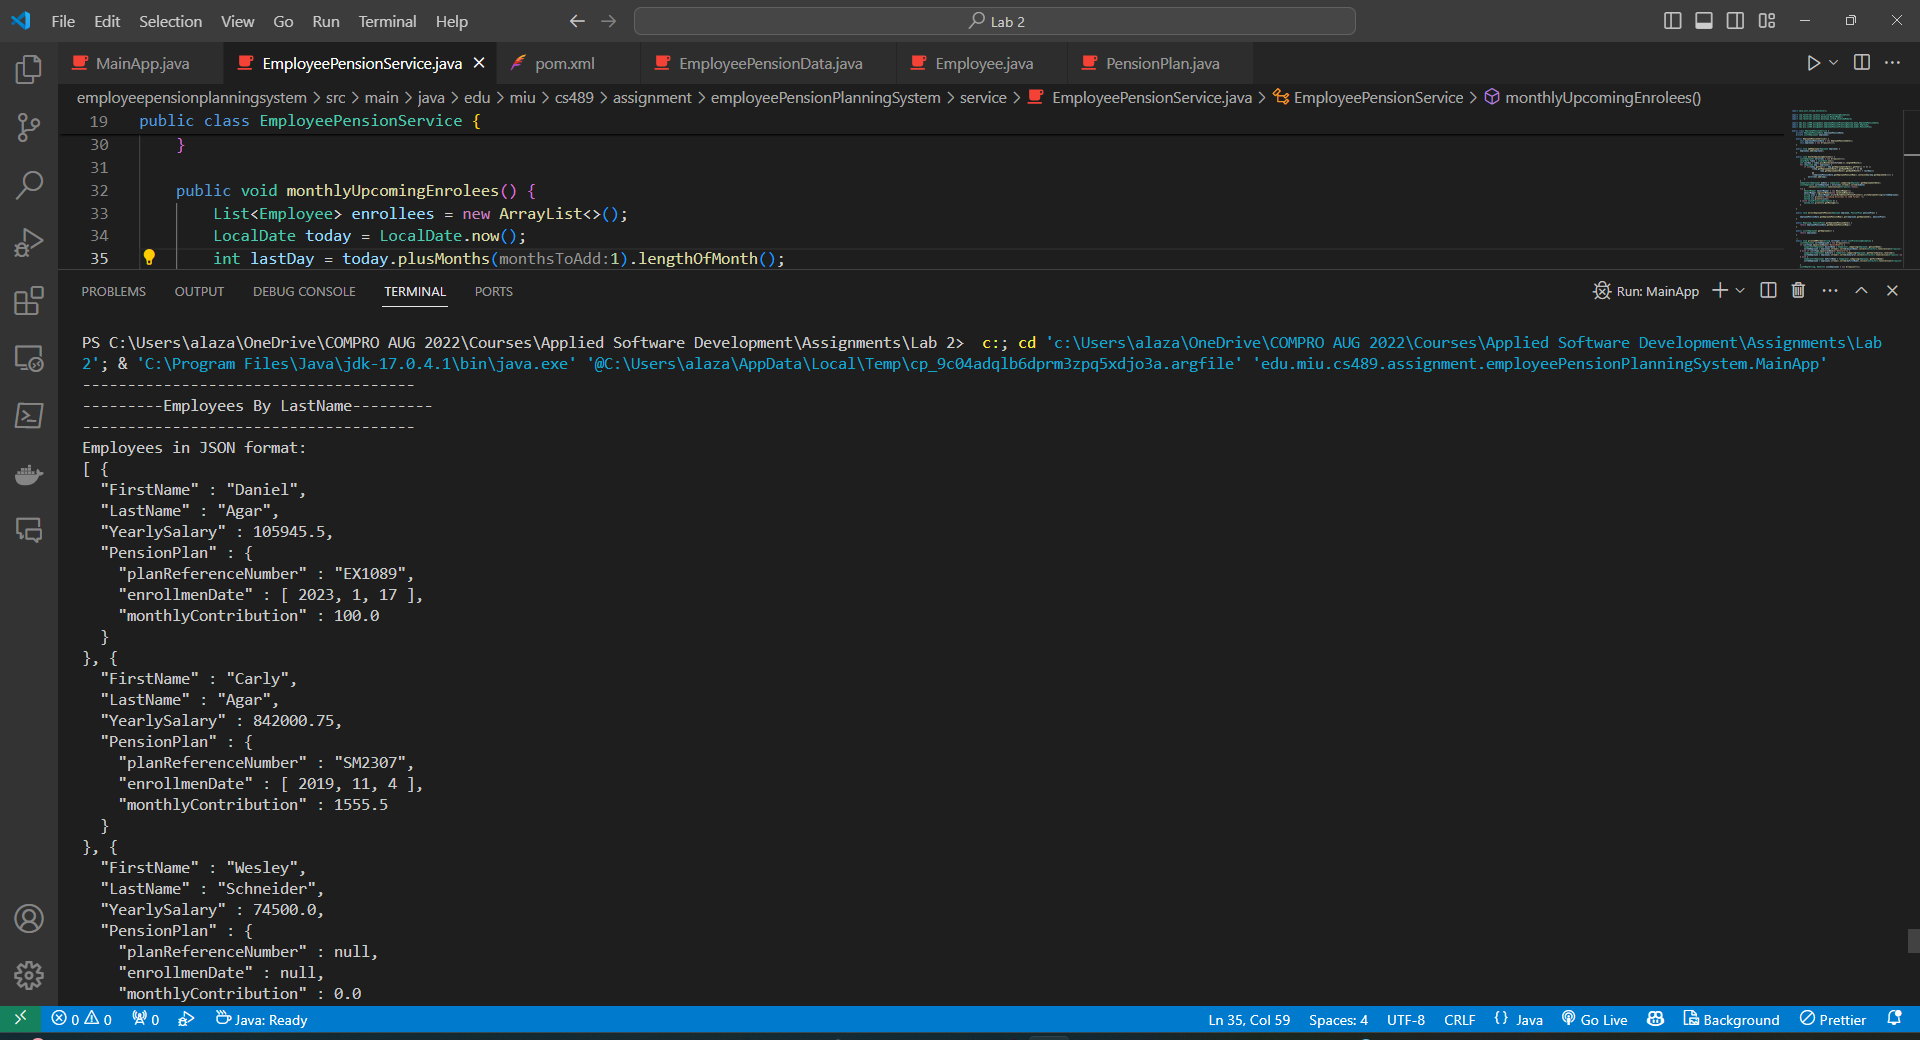 File Edit Selection View Go Run Terminal Help
Lab 2
MainApp.java EmployeePensionService.java pom.xml EmployeePensionData.java Employee.java PensionPlan.java
employeepensionplanningsystem > src > main > java > edu > miu > cs489 > assignment > employeePensionPlanningSystem > service > EmployeePensionService.java > EmployeePensionService > monthlyUpcomingEnrolees()
19 public class EmployeePensionService {
30 }
31
32 public void monthlyUpcomingEnrolees() {
33 List<Employee> enrollees = new ArrayList<>();
34 LocalDate today = LocalDate.now();
35 int lastDay = today.plusMonths(monthsToAdd:1).lengthOfMonth();
PROBLEMS OUTPUT DEBUG CONSOLE TERMINAL PORTS
Run: MainApp
PS C:\Users\alaza\OneDrive\COMPRO AUG 2022\Courses\Applied Software Development\Assignments\Lab 2> c:; cd 'c:\Users\alaza\OneDrive\COMPRO AUG 2022\Courses\Applied Software Development\Assignments\Lab
2'; & 'C:\Program Files\Java\jdk-17.0.4.1\bin\java.exe' '@C:\Users\alaza\AppData\Local\Temp\cp_9c04adqlb6dprm3zpq5xdjo3a.argfile' 'edu.miu.cs489.assignment.employeePensionPlanningSystem.MainApp'
-------------------------------------
---------Employees By LastName---------
-------------------------------------
Employees in JSON format:
[ {
"FirstName" : "Daniel",
"LastName" : "Agar",
"YearlySalary" : 105945.5,
"PensionPlan" : {
"planReferenceNumber" : "EX1089",
"enrollmenDate" : [ 2023, 1, 17 ],
"monthlyContribution" : 100.0
}
}, {
"FirstName" : "Carly",
"LastName" : "Agar",
"YearlySalary" : 842000.75,
"PensionPlan" : {
"planReferenceNumber" : "SM2307",
"enrollmenDate" : [ 2019, 11, 4 ],
"monthlyContribution" : 1555.5
}
}, {
"FirstName" : "Wesley",
"LastName" : "Schneider",
"YearlySalary" : 74500.0,
"PensionPlan" : {
"planReferenceNumber" : null,
"enrollmenDate" : null,
"monthlyContribution" : 0.0
0 0 0 Java: Ready Ln 35, Col 59 Spaces: 4 UTF-8 CRLF {} Java Go Live Background Prettier